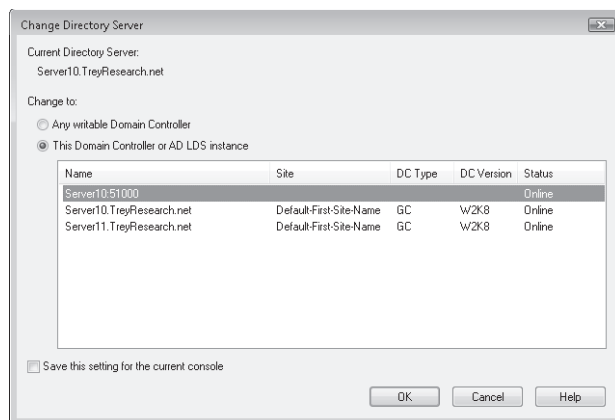 Change Directory Server
Current Directory Server:
Server10.TreyResearch.net
Change to:
Any writable Domain Controller
This Domain Controller or AD LDS instance
Name Site DC Type DC Version Status
Server10:51000 Online
Server10.TreyResearch.net Default-First-Site-Name GC W2K8 Online
Server11.TreyResearch.net Default-First-Site-Name GC W2K8 Online
Save this setting for the current console
OK Cancel Help